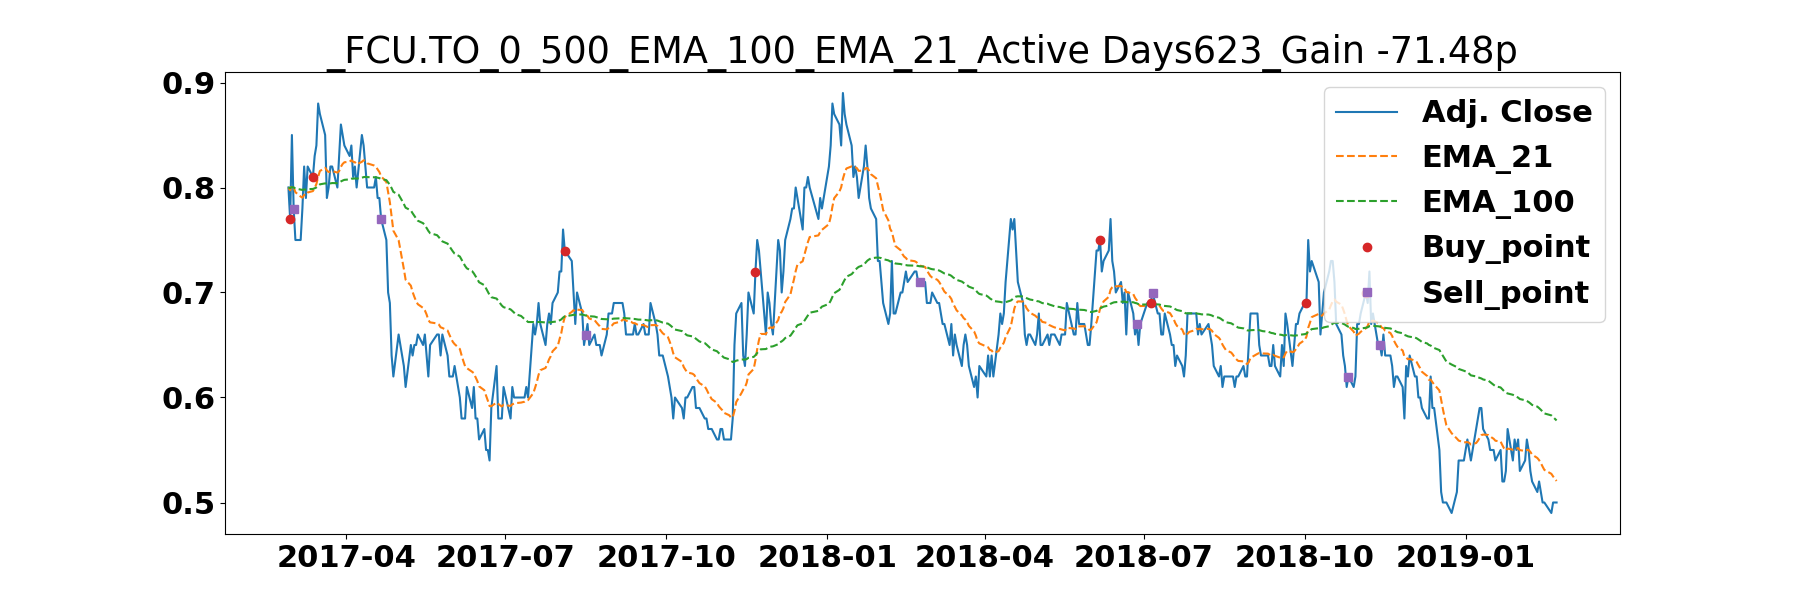 _FCU.TO_0_500_EMA_100_EMA_21_Active Days623_Gain -71.48p
0.9
0.8
0.7
0.6
0.5
Adj. Close
EMA_21
EMA_100
Buy_point
Sell_point
2017-04 2017-07 2017-10 2018-01 2018-04 2018-07 2018-10 2019-01